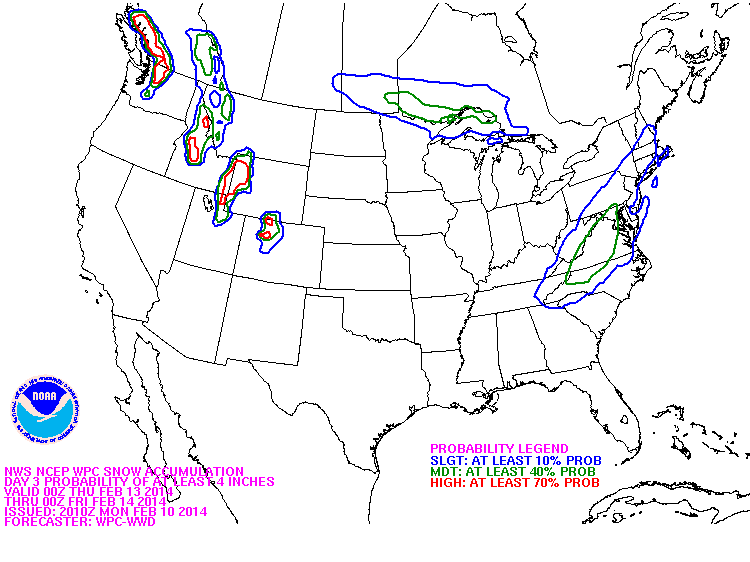 NOAA
PROBABILITY LEGEND
SLGT: AT LEAST 10% PROB
MDT: AT LEAST 40% PROB
HIGH: AT LEAST 70% PROB
NWS NCEP WPC SNOW ACCUMULATION
DAY 3 PROBABILITY OF AT LEAST 4 INCHES
VALID 00Z THU FEB 13 2014
THRU 00Z FRI FEB 14 2014
ISSUED: 2010Z MON FEB 10 2014
FORECASTER: WPC-WWD